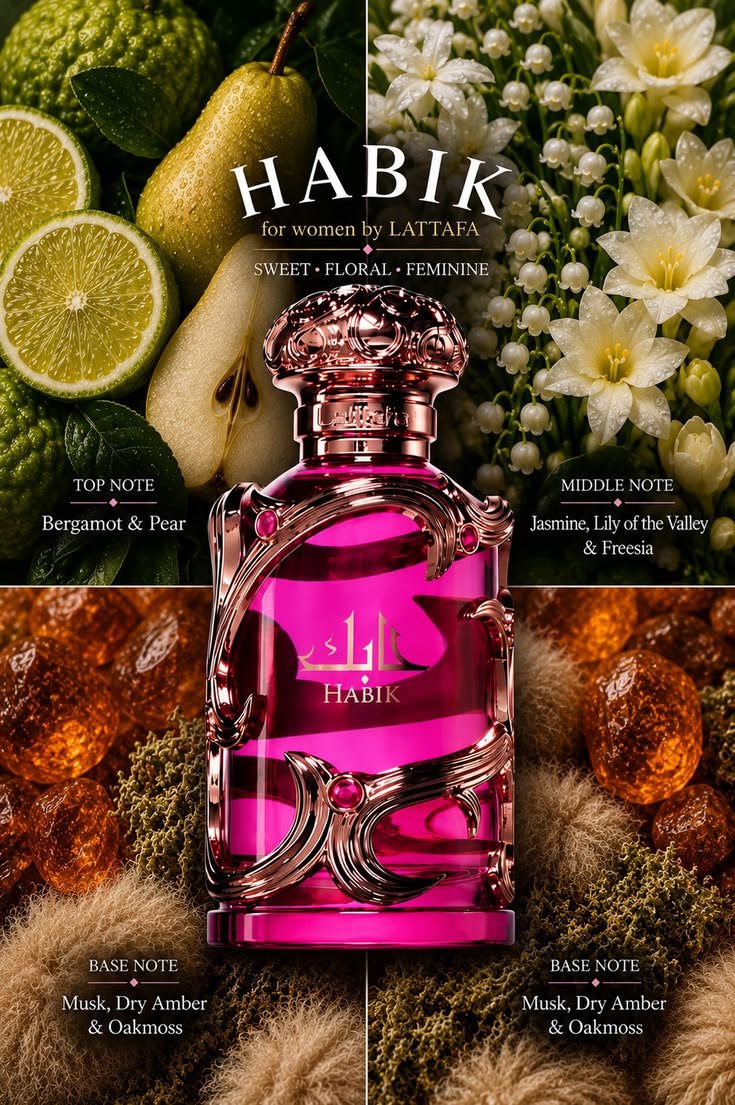 HABIK
for women by LATTAFA
SWEET • FLORAL • FEMININE
Lattafa
TOP NOTE
Bergamot & Pear
MIDDLE NOTE
Jasmine, Lily of the Valley
& Freesia
HABIK
BASE NOTE
Musk, Dry Amber
& Oakmoss
BASE NOTE
Musk, Dry Amber
& Oakmoss